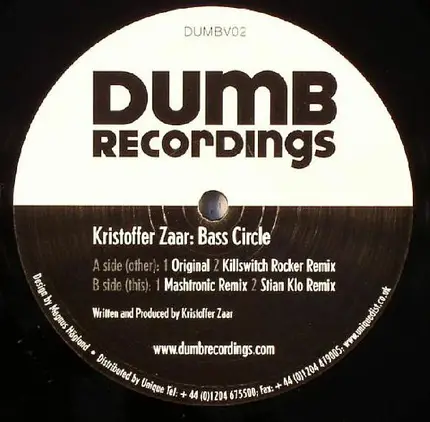 DUMBV02
DUMB
RECORDINGS
Kristoffer Zaar: Bass Circle
A side (other): 1 Original 2 Killswitch Rocker Remix
B side (this): 1 Mashtronic Remix 2 Stian Klo Remix
Written and Produced by Kristoffer Zaar
www.dumbrecordings.com
Design by Magnus Höglund • Distributed by Unique Tel: + 44 (0)1204 675500; Fax: + 44 (0)1204 479005; www.uniquedist.co.uk